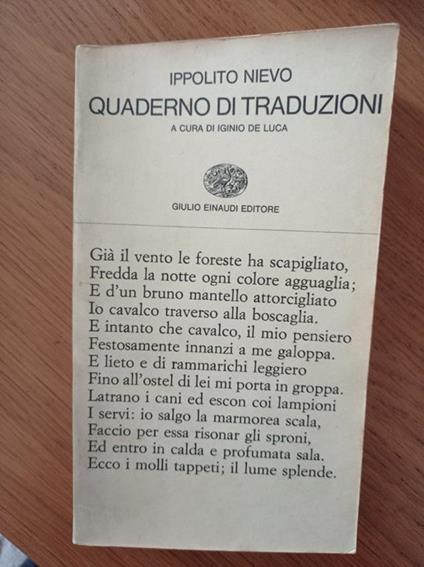 IPPOLITO NIEVO
QUADERNO DI TRADUZIONI
A CURA DI IGINIO DE LUCA
GIULIO EINAUDI EDITORE
Già il vento le foreste ha scapigliato,
Fredda la notte ogni colore agguaglia;
E d'un bruno mantello attorcigliato
Io cavalco traverso alla boscaglia.
E intanto che cavalco, il mio pensiero
Festosamente innanzi a me galoppa.
E lieto e di rammarichi leggiero
Fino all'ostel di lei mi porta in groppa.
Latrano i cani ed escon coi lampioni
I servi: io salgo la marmorea scala,
Faccio per essa risonar gli sproni,
Ed entro in calda e profumata sala.
Ecco i molli tappeti; il lume splende.